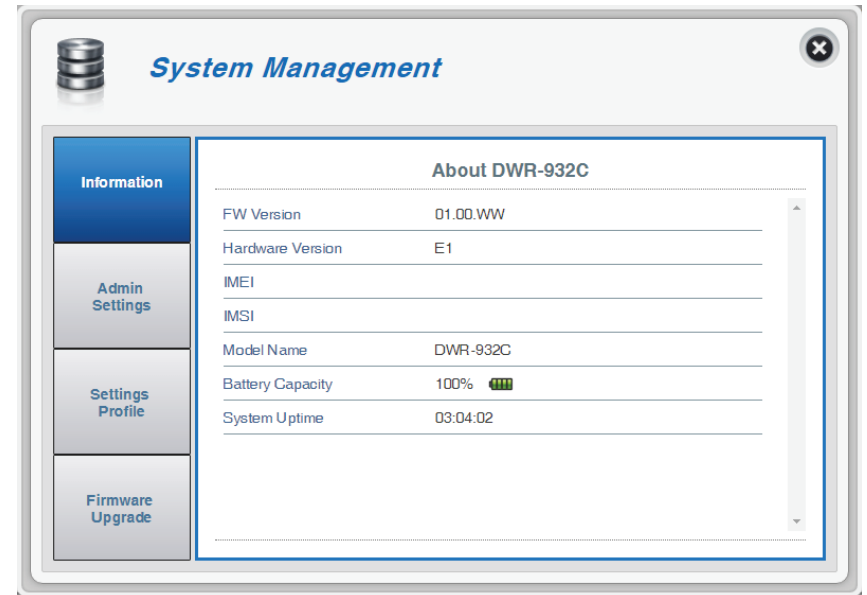 System Management
Information
Admin
Settings
Settings
Profile
Firmware
Upgrade
About DWR-932C
FW Version 01.00.WW
Hardware Version E1
IMEI
IMSI
Model Name DWR-932C
Battery Capacity 100%
System Uptime 03:04:02